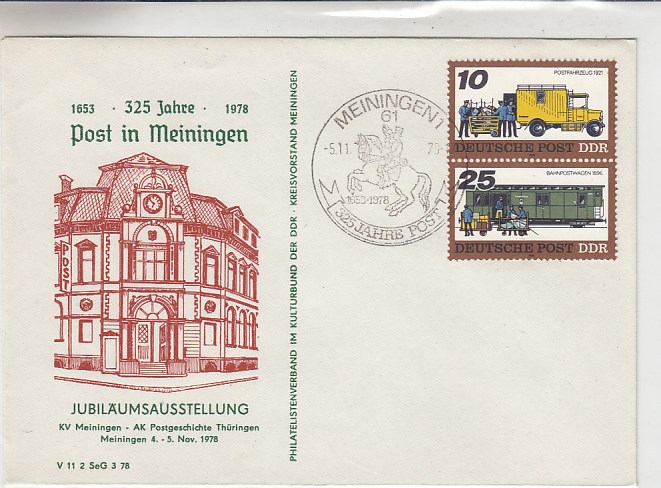 1653 · 325 Jahre · 1978
Post in Meiningen
POST
JUBILÄUMSAUSSTELLUNG
KV Meiningen - AK Postgeschichte Thüringen
Meiningen 4. - 5. Nov. 1978
V 11 2 SeG 3 78
PHILATELISTENVERBAND IM KULTURBUND DER DDR · KREISVORSTAND MEININGEN
MEININGEN 1
61
-5.11.
1653-1978
325 JAHRE POST
10
POSTFAHRZEUG 1921
DEUTSCHE POST DDR
25
BAHNPOSTWAGEN 1896
DEUTSCHE POST DDR